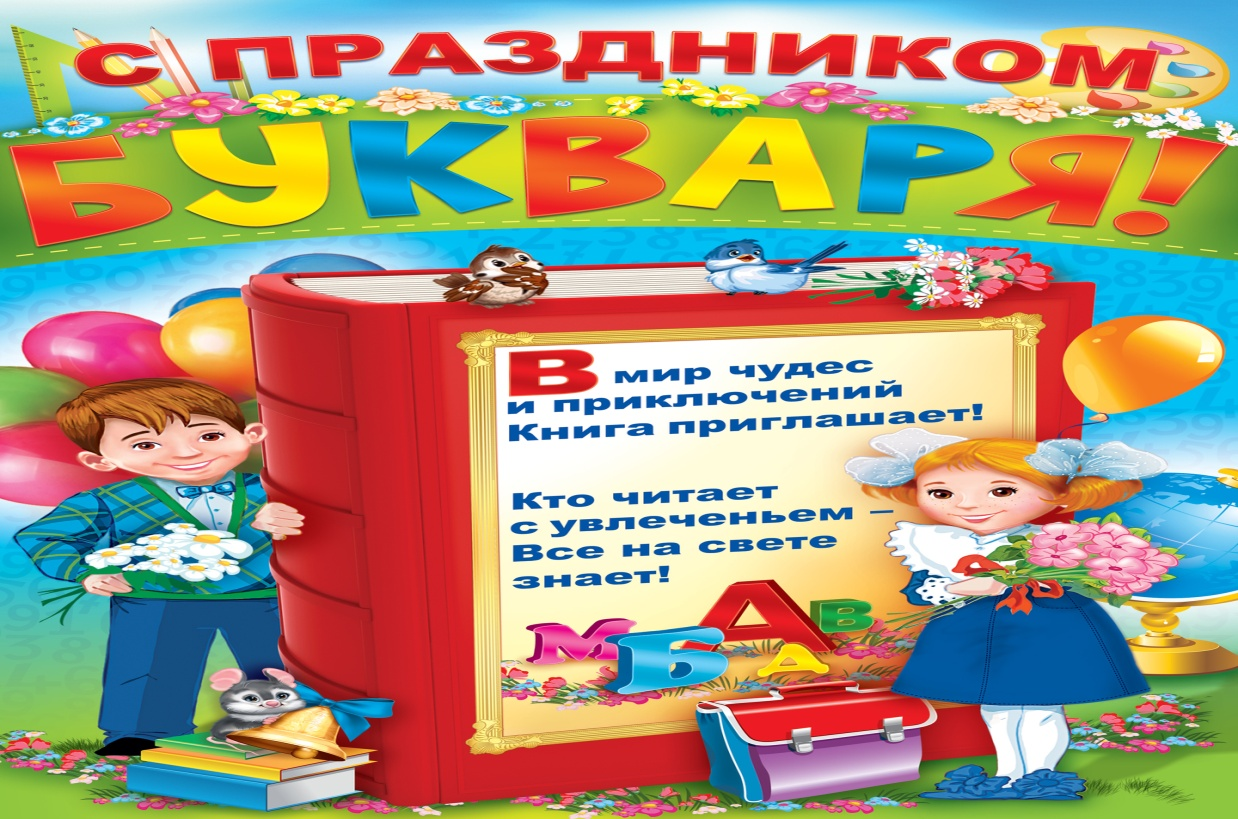 С ПРАЗДНИКОМ
БУКВАРЯ!
В мир чудес
и приключений
Книга приглашает!
Кто читает
с увлеченьем –
Все на свете
знает!
М Б А А В